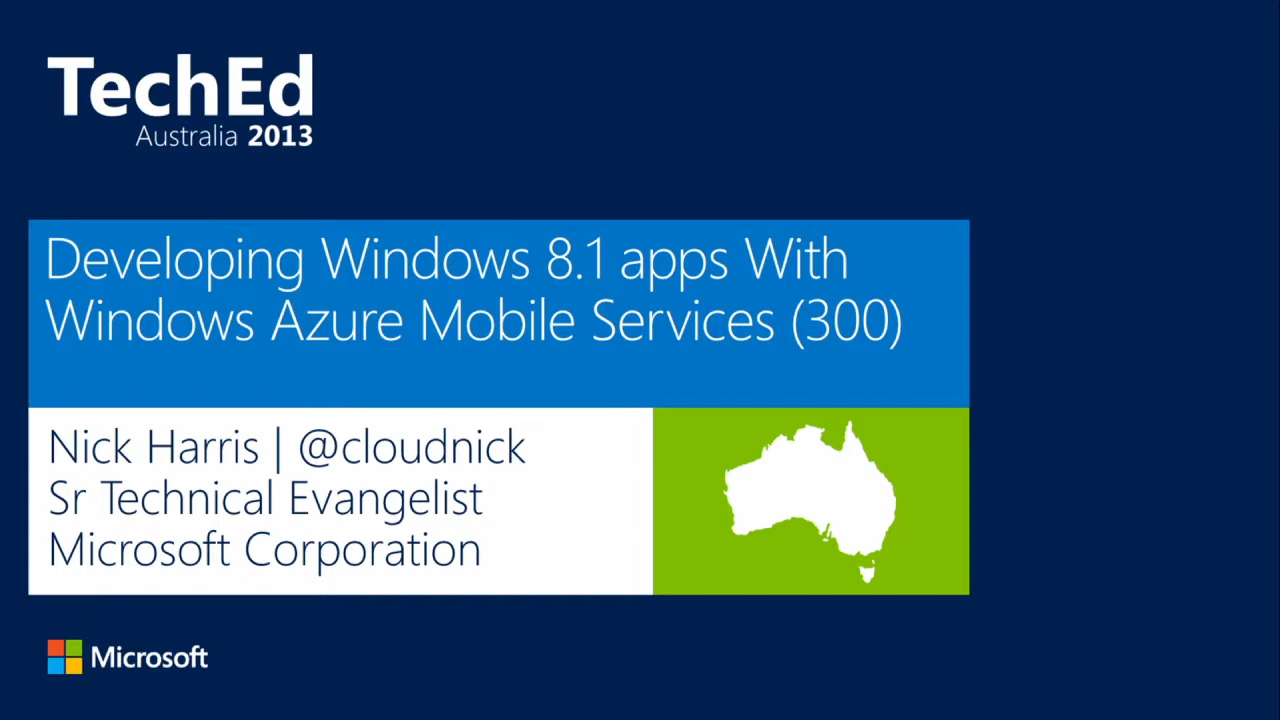 TechEd
Australia 2013
Developing Windows 8.1 apps With
Windows Azure Mobile Services (300)
Nick Harris | @cloudnick
Sr Technical Evangelist
Microsoft Corporation
Microsoft